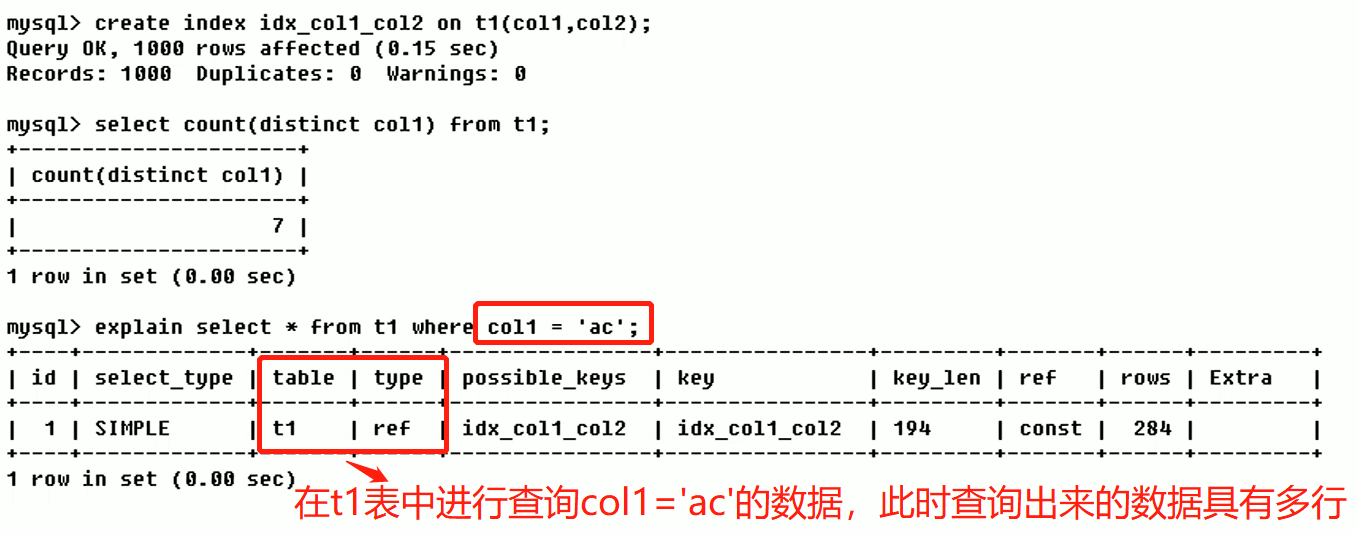 mysql> create index idx_col1_col2 on t1(col1,col2);
Query OK, 1000 rows affected (0.15 sec)
Records: 1000  Duplicates: 0  Warnings: 0
mysql> select count(distinct col1) from t1;
+----------------------+
| count(distinct col1) |
+----------------------+
|                    7 |
+----------------------+
1 row in set (0.00 sec)
mysql> explain select * from t1 where col1 = 'ac';
+----+-------------+-------+------+---------------+---------------+---------+-------+------+-------+
| id | select_type | table | type | possible_keys | key           | key_len | ref   | rows | Extra |
+----+-------------+-------+------+---------------+---------------+---------+-------+------+-------+
|  1 | SIMPLE      | t1    | ref  | idx_col1_col2 | idx_col1_col2 | 194     | const |  284 |       |
+----+-------------+-------+------+---------------+---------------+---------+-------+------+-------+
1 row in set (0.00 sec)
在t1表中进行查询col1='ac'的数据，此时查询出来的数据具有多行